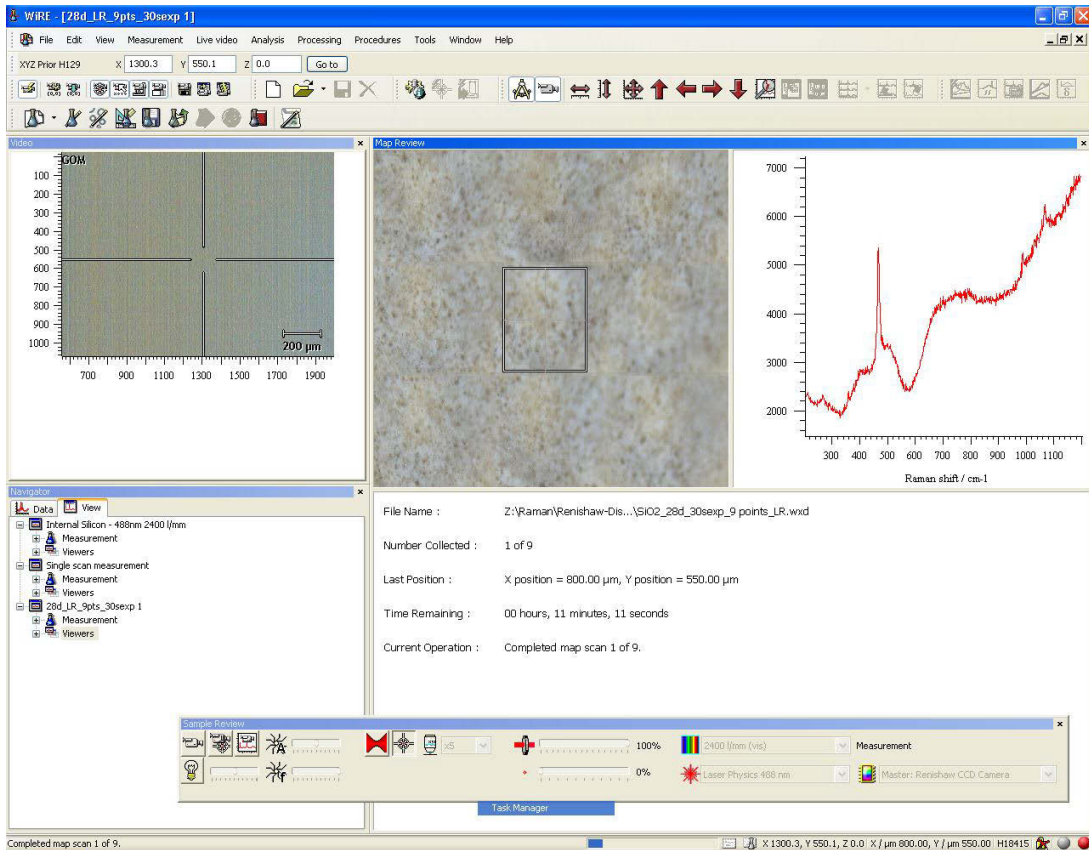 WiRE - [28d_LR_9pts_30sexp 1]
File Edit View Measurement Live video Analysis Processing Procedures Tools Window Help
XYZ Prior H129 X 1300.3 Y 550.1 Z 0.0 Go to
Video
GOM
100
200
300
400
500
600
700
800
900
1000
200 µm
700 900 1100 1300 1500 1700 1900
Map Review
7000
6000
5000
4000
3000
2000
300 400 500 600 700 800 900 1000 1100
Raman shift / cm-1
Navigator
Data View
Internal Silicon - 488nm 2400 l/mm
Measurement
Viewers
Single scan measurement
Measurement
Viewers
28d_LR_9pts_30sexp 1
Measurement
Viewers
File Name : Z:\Raman\Renishaw-Dis...\SiO2_28d_30sexp_9 points_LR.wxd
Number Collected : 1 of 9
Last Position : X position = 800.00 µm, Y position = 550.00 µm
Time Remaining : 00 hours, 11 minutes, 11 seconds
Current Operation : Completed map scan 1 of 9.
Sample Review
x5 100% 2400 l/mm (vis) Measurement
0% Laser Physics 488 nm Master: Renishaw CCD Camera
Task Manager
Completed map scan 1 of 9. X 1300.3, Y 550.1, Z 0.0 X / µm 800.00, Y / µm 550.00 H18415